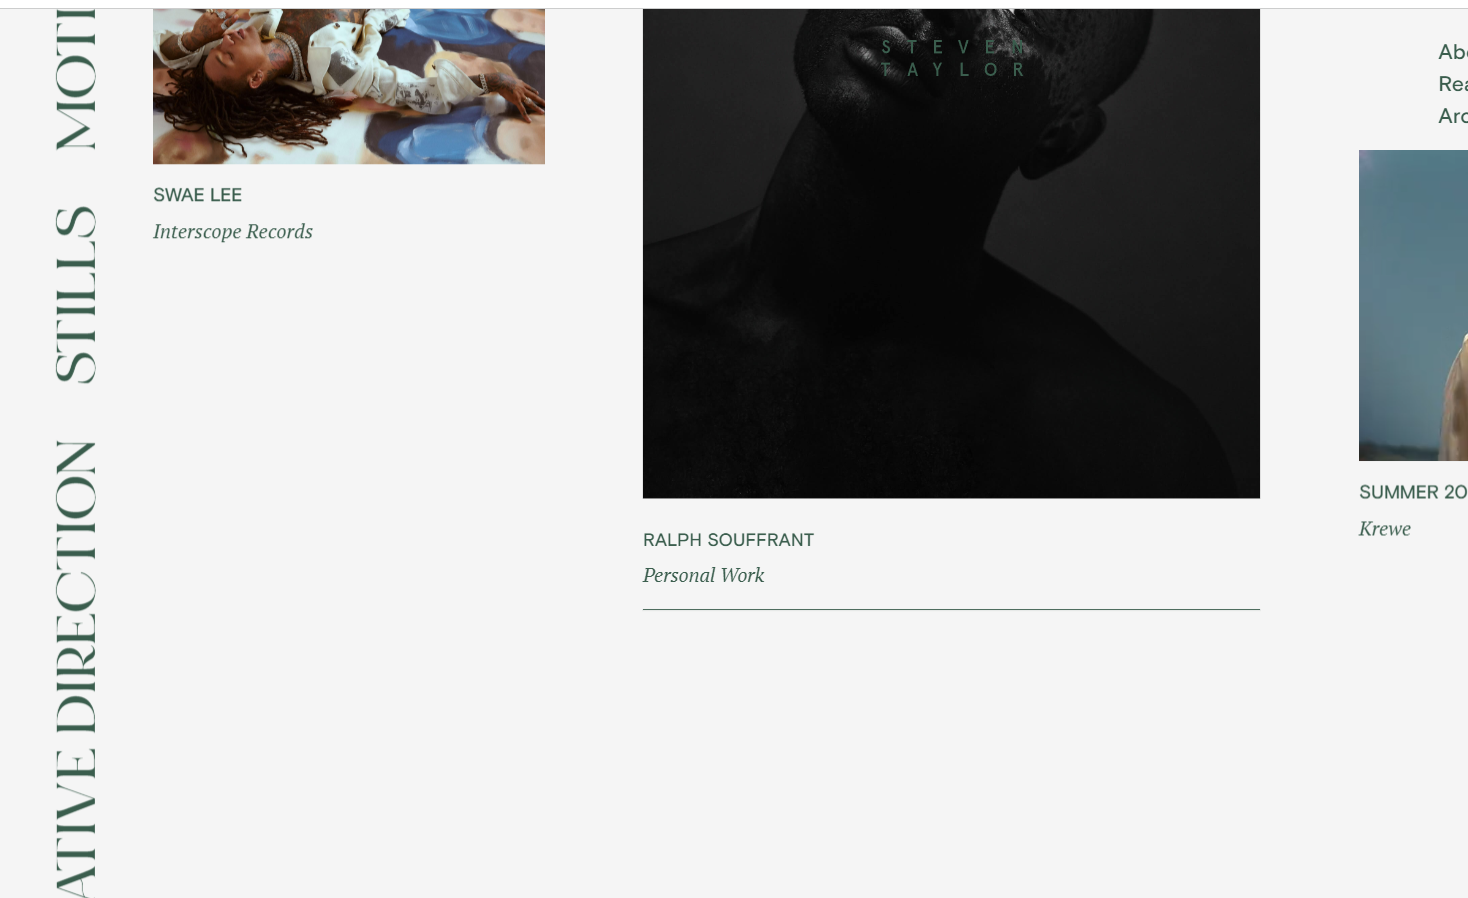 MOTI
STILLS
ATIVE DIRECTION
SWAE LEE
Interscope Records
STEVEN
TAYLOR
RALPH SOUFFRANT
Personal Work
Abo
Rea
Arc
SUMMER 20
Krewe